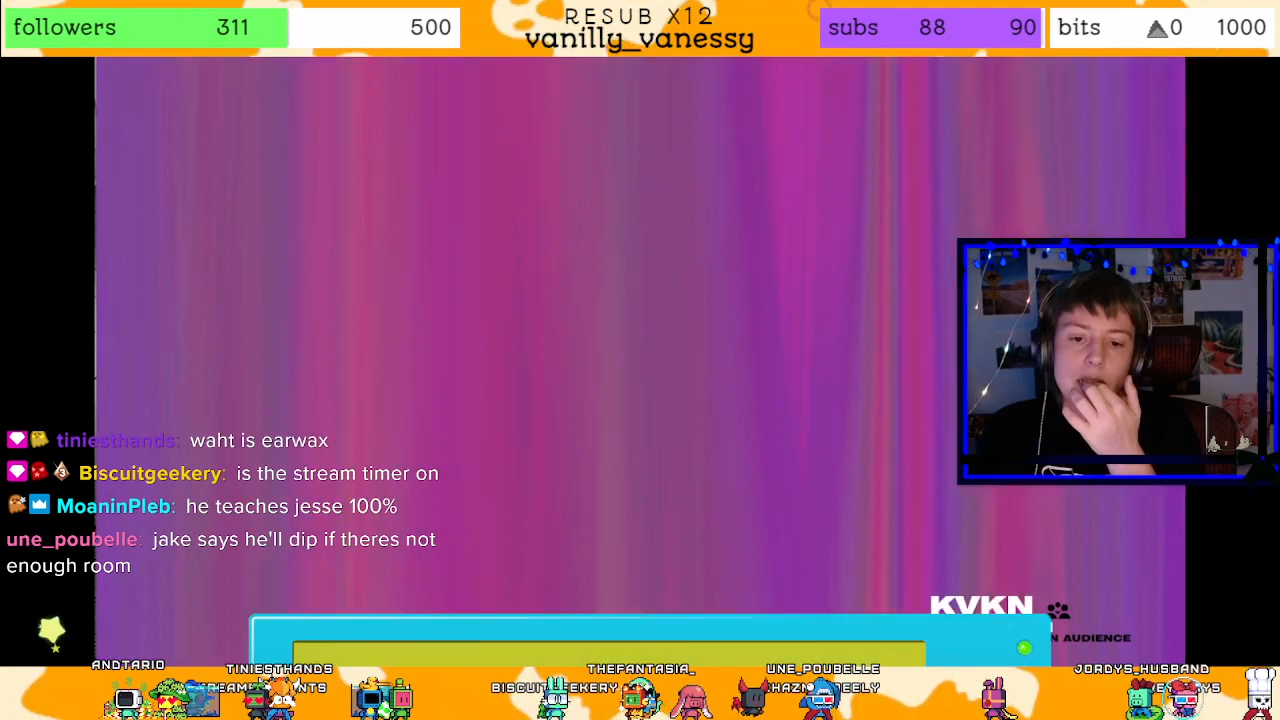 followers 311 500
RESUB X12
vanilly_vanessy
subs 88 90
bits 0 1000
tiniesthands: waht is earwax
Biscuitgeekery: is the stream timer on
MoaninPleb: he teaches jesse 100%
une_poubelle: jake says he'll dip if theres not
enough room
KVKN
N AUDIENCE
ANDTARIO
TINIESTHANDS
THEFANTASIA_
UNE_POUBELLE
JORDYS_HUSBAND